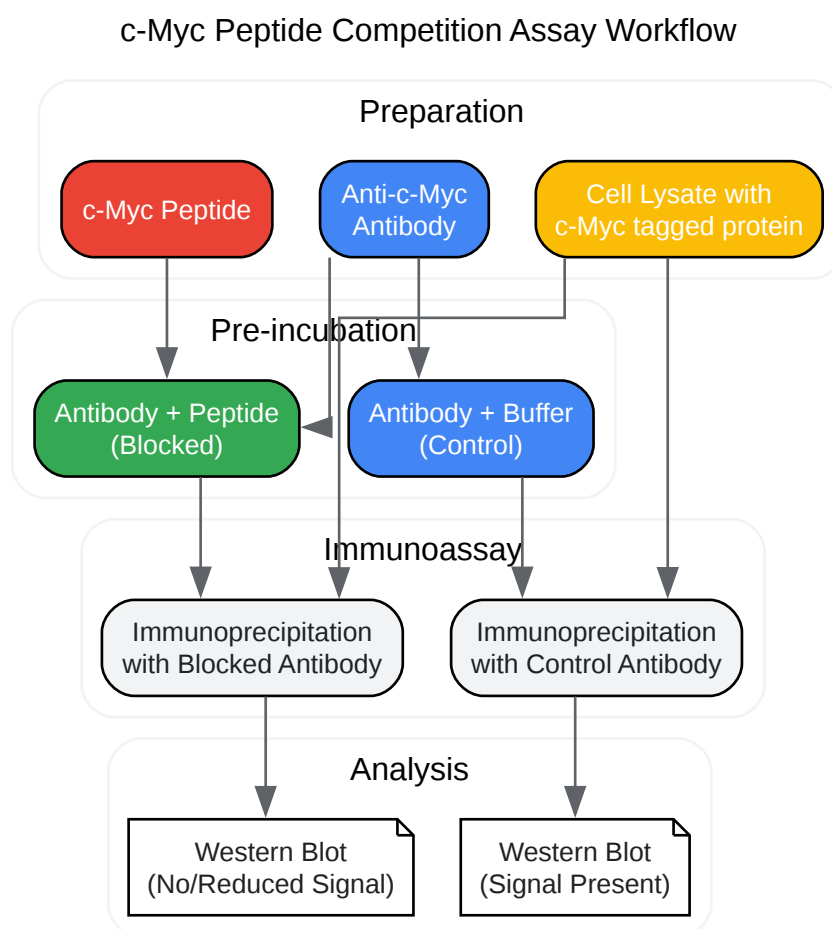 c-Myc Peptide Competition Assay Workflow
Preparation
c-Myc Peptide
Anti-c-Myc
Antibody
Cell Lysate with
c-Myc tagged protein
Pre-incubation
Antibody + Peptide
(Blocked)
Antibody + Buffer
(Control)
Immunoassay
Immunoprecipitation
with Blocked Antibody
Immunoprecipitation
with Control Antibody
Analysis
Western Blot
(No/Reduced Signal)
Western Blot
(Signal Present)